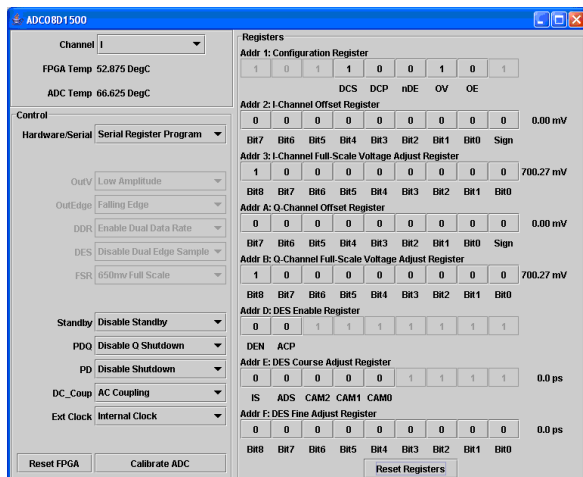 ADC08D1500
Channel I
FPGA Temp 52.875 DegC
ADC Temp 66.625 DegC
Control
Hardware/Serial Serial Register Program
OutV Low Amplitude
OutEdge Falling Edge
DDR Enable Dual Data Rate
DES Disable Dual Edge Sample
FSR 650mv Full Scale
Standby Disable Standby
PDQ Disable Q Shutdown
PD Disable Shutdown
DC_Coup AC Coupling
Ext Clock Internal Clock
Reset FPGA Calibrate ADC
Registers
Addr 1: Configuration Register
1 0 1 1 0 0 1 0 1
DCS DCP nDE OV OE
Addr 2: I-Channel Offset Register
0 0 0 0 0 0 0 0 0 0.00 mV
Bit7 Bit6 Bit5 Bit4 Bit3 Bit2 Bit1 Bit0 Sign
Addr 3: I-Channel Full-Scale Voltage Adjust Register
1 0 0 0 0 0 0 0 0 700.27 mV
Bit8 Bit7 Bit6 Bit5 Bit4 Bit3 Bit2 Bit1 Bit0
Addr A: Q-Channel Offset Register
0 0 0 0 0 0 0 0 0 0.00 mV
Bit7 Bit6 Bit5 Bit4 Bit3 Bit2 Bit1 Bit0 Sign
Addr B: Q-Channel Full-Scale Voltage Adjust Register
1 0 0 0 0 0 0 0 0 700.27 mV
Bit8 Bit7 Bit6 Bit5 Bit4 Bit3 Bit2 Bit1 Bit0
Addr D: DES Enable Register
0 0 1 1 1 1 1 1 1
DEN ACP
Addr E: DES Course Adjust Register
0 0 0 0 0 1 1 1 1 0.0 ps
IS ADS CAM2 CAM1 CAM0
Addr F: DES Fine Adjust Register
0 0 0 0 0 0 0 0 0 0.0 ps
Bit8 Bit7 Bit6 Bit5 Bit4 Bit3 Bit2 Bit1 Bit0
Reset Registers